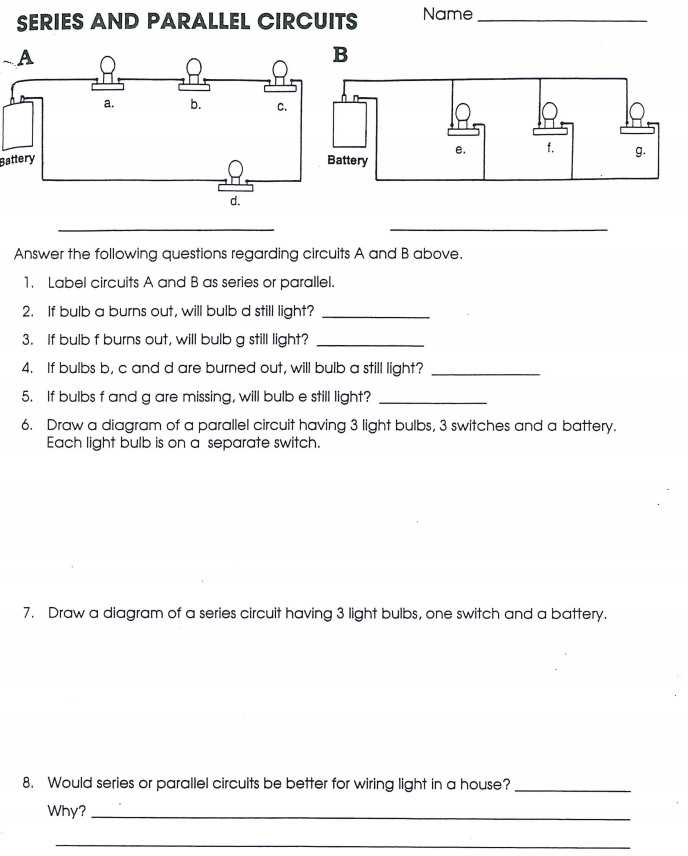 SERIES AND PARALLEL CIRCUITS
Name
A
B
a.
b.
c.
Battery
d.
Battery
e.
f.
g.
Answer the following questions regarding circuits A and B above.
1. Label circuits A and B as series or parallel.
2. If bulb a burns out, will bulb d still light?
3. If bulb f burns out, will bulb g still light?
4. If bulbs b, c and d are burned out, will bulb a still light?
5. If bulbs f and g are missing, will bulb e still light?
6. Draw a diagram of a parallel circuit having 3 light bulbs, 3 switches and a battery.
Each light bulb is on a separate switch.
7. Draw a diagram of a series circuit having 3 light bulbs, one switch and a battery.
8. Would series or parallel circuits be better for wiring light in a house?
Why?